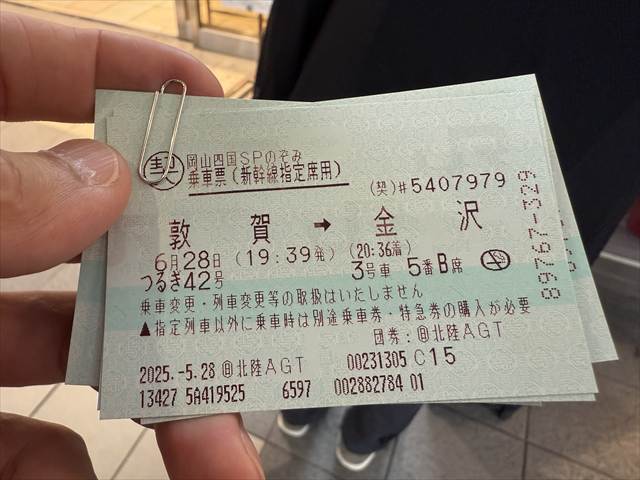 契 岡山四国SPのぞみ
乗車票(新幹線指定席用)
(契)#5407979
敦賀 → 金沢
6月28日 (19:39発) (20:36着)
つるぎ42号 3号車 5番B席
乗車変更・列車変更等の取扱はいたしません
▲指定列車以外に乗車時は別途乗車券・特急券の購入が必要
団券:@北陸AGT
2025.-5.28 @北陸AGT 00231305 C15
13427 5A419525 6597 002882784 01
89767-329